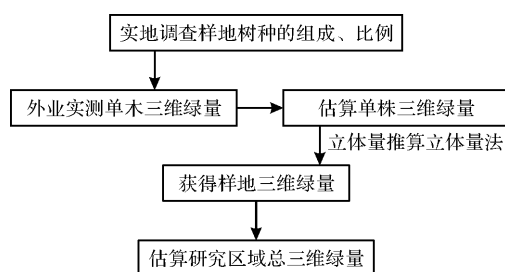 实地调查样地树种的组成、比例
外业实测单木三维绿量
估算单株三维绿量
立体量推算立体量法
获得样地三维绿量
估算研究区域总三维绿量